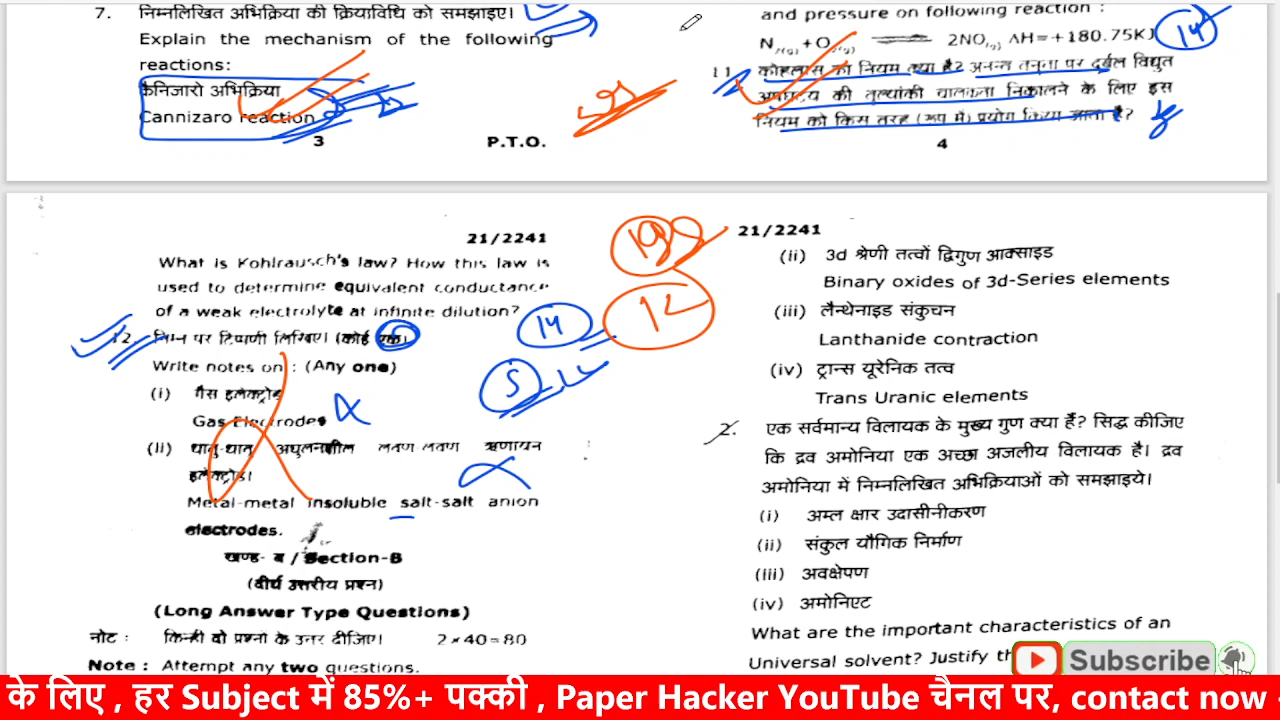 7. निम्नलिखित अभिक्रिया की क्रियाविधि को समझाइए।
Explain the mechanism of the following
reactions:
कैनिजारो अभिक्रिया
Cannizaro reaction
3
P.T.O.
and pressure on following reaction :
N₂(g)+O₂(g) ⇌ 2NO(g) ΔH=+180.75KJ
14
11. कोहलास का नियम क्या है? अनन्त तनुता पर दुर्बल विद्युत
अपघट्य की तुल्यांकी चालकता निकालने के लिए इस
नियम को किस तरह (रूप में) प्रयोग किया जाता है?
4
21/2241
What is Kohlrausch's law? How this law is
used to determine equivalent conductance
of a weak electrolyte at infinite dilution?
12. निम्न पर टिप्पणी लिखिए। (कोई एक)
Write notes on : (Any one)
(i) गैस इलेक्ट्रोड
Gas Electrodes
(ii) धातु-धातु अघुलनशील लवण लवण ऋणायन
इलेक्ट्रोड।
Metal-metal insoluble salt-salt anion
electrodes.
खण्ड- ब / Section-B
(दीर्घ उत्तरीय प्रश्न)
(Long Answer Type Questions)
नोट : किन्ही दो प्रश्नों के उत्तर दीजिए। 2×40=80
Note : Attempt any two questions.
198
12
14
5
21/2241
(ii) 3d श्रेणी तत्वों द्विगुण आक्साइड
Binary oxides of 3d-Series elements
(iii) लैन्थेनाइड संकुचन
Lanthanide contraction
(iv) ट्रान्स यूरेनिक तत्व
Trans Uranic elements
2. एक सर्वमान्य विलायक के मुख्य गुण क्या हैं? सिद्ध कीजिए
कि द्रव अमोनिया एक अच्छा अजलीय विलायक है। द्रव
अमोनिया में निम्नलिखित अभिक्रियाओं को समझाइये।
(i) अम्ल क्षार उदासीनीकरण
(ii) संकुल यौगिक निर्माण
(iii) अवक्षेपण
(iv) अमोनिएट
What are the important characteristics of an
Universal solvent? Justify th
Subscribe
के लिए , हर Subject में 85%+ पक्की , Paper Hacker YouTube चैनल पर, contact now